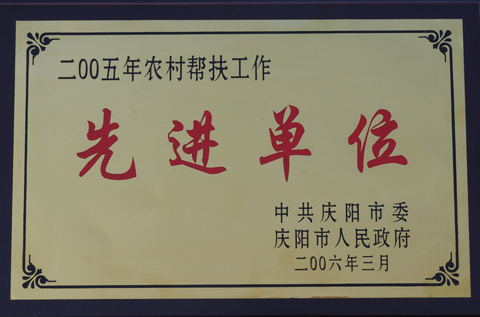 二00五年农村帮扶工作
先进单位
中共庆阳市委
庆阳市人民政府
二00六年三月